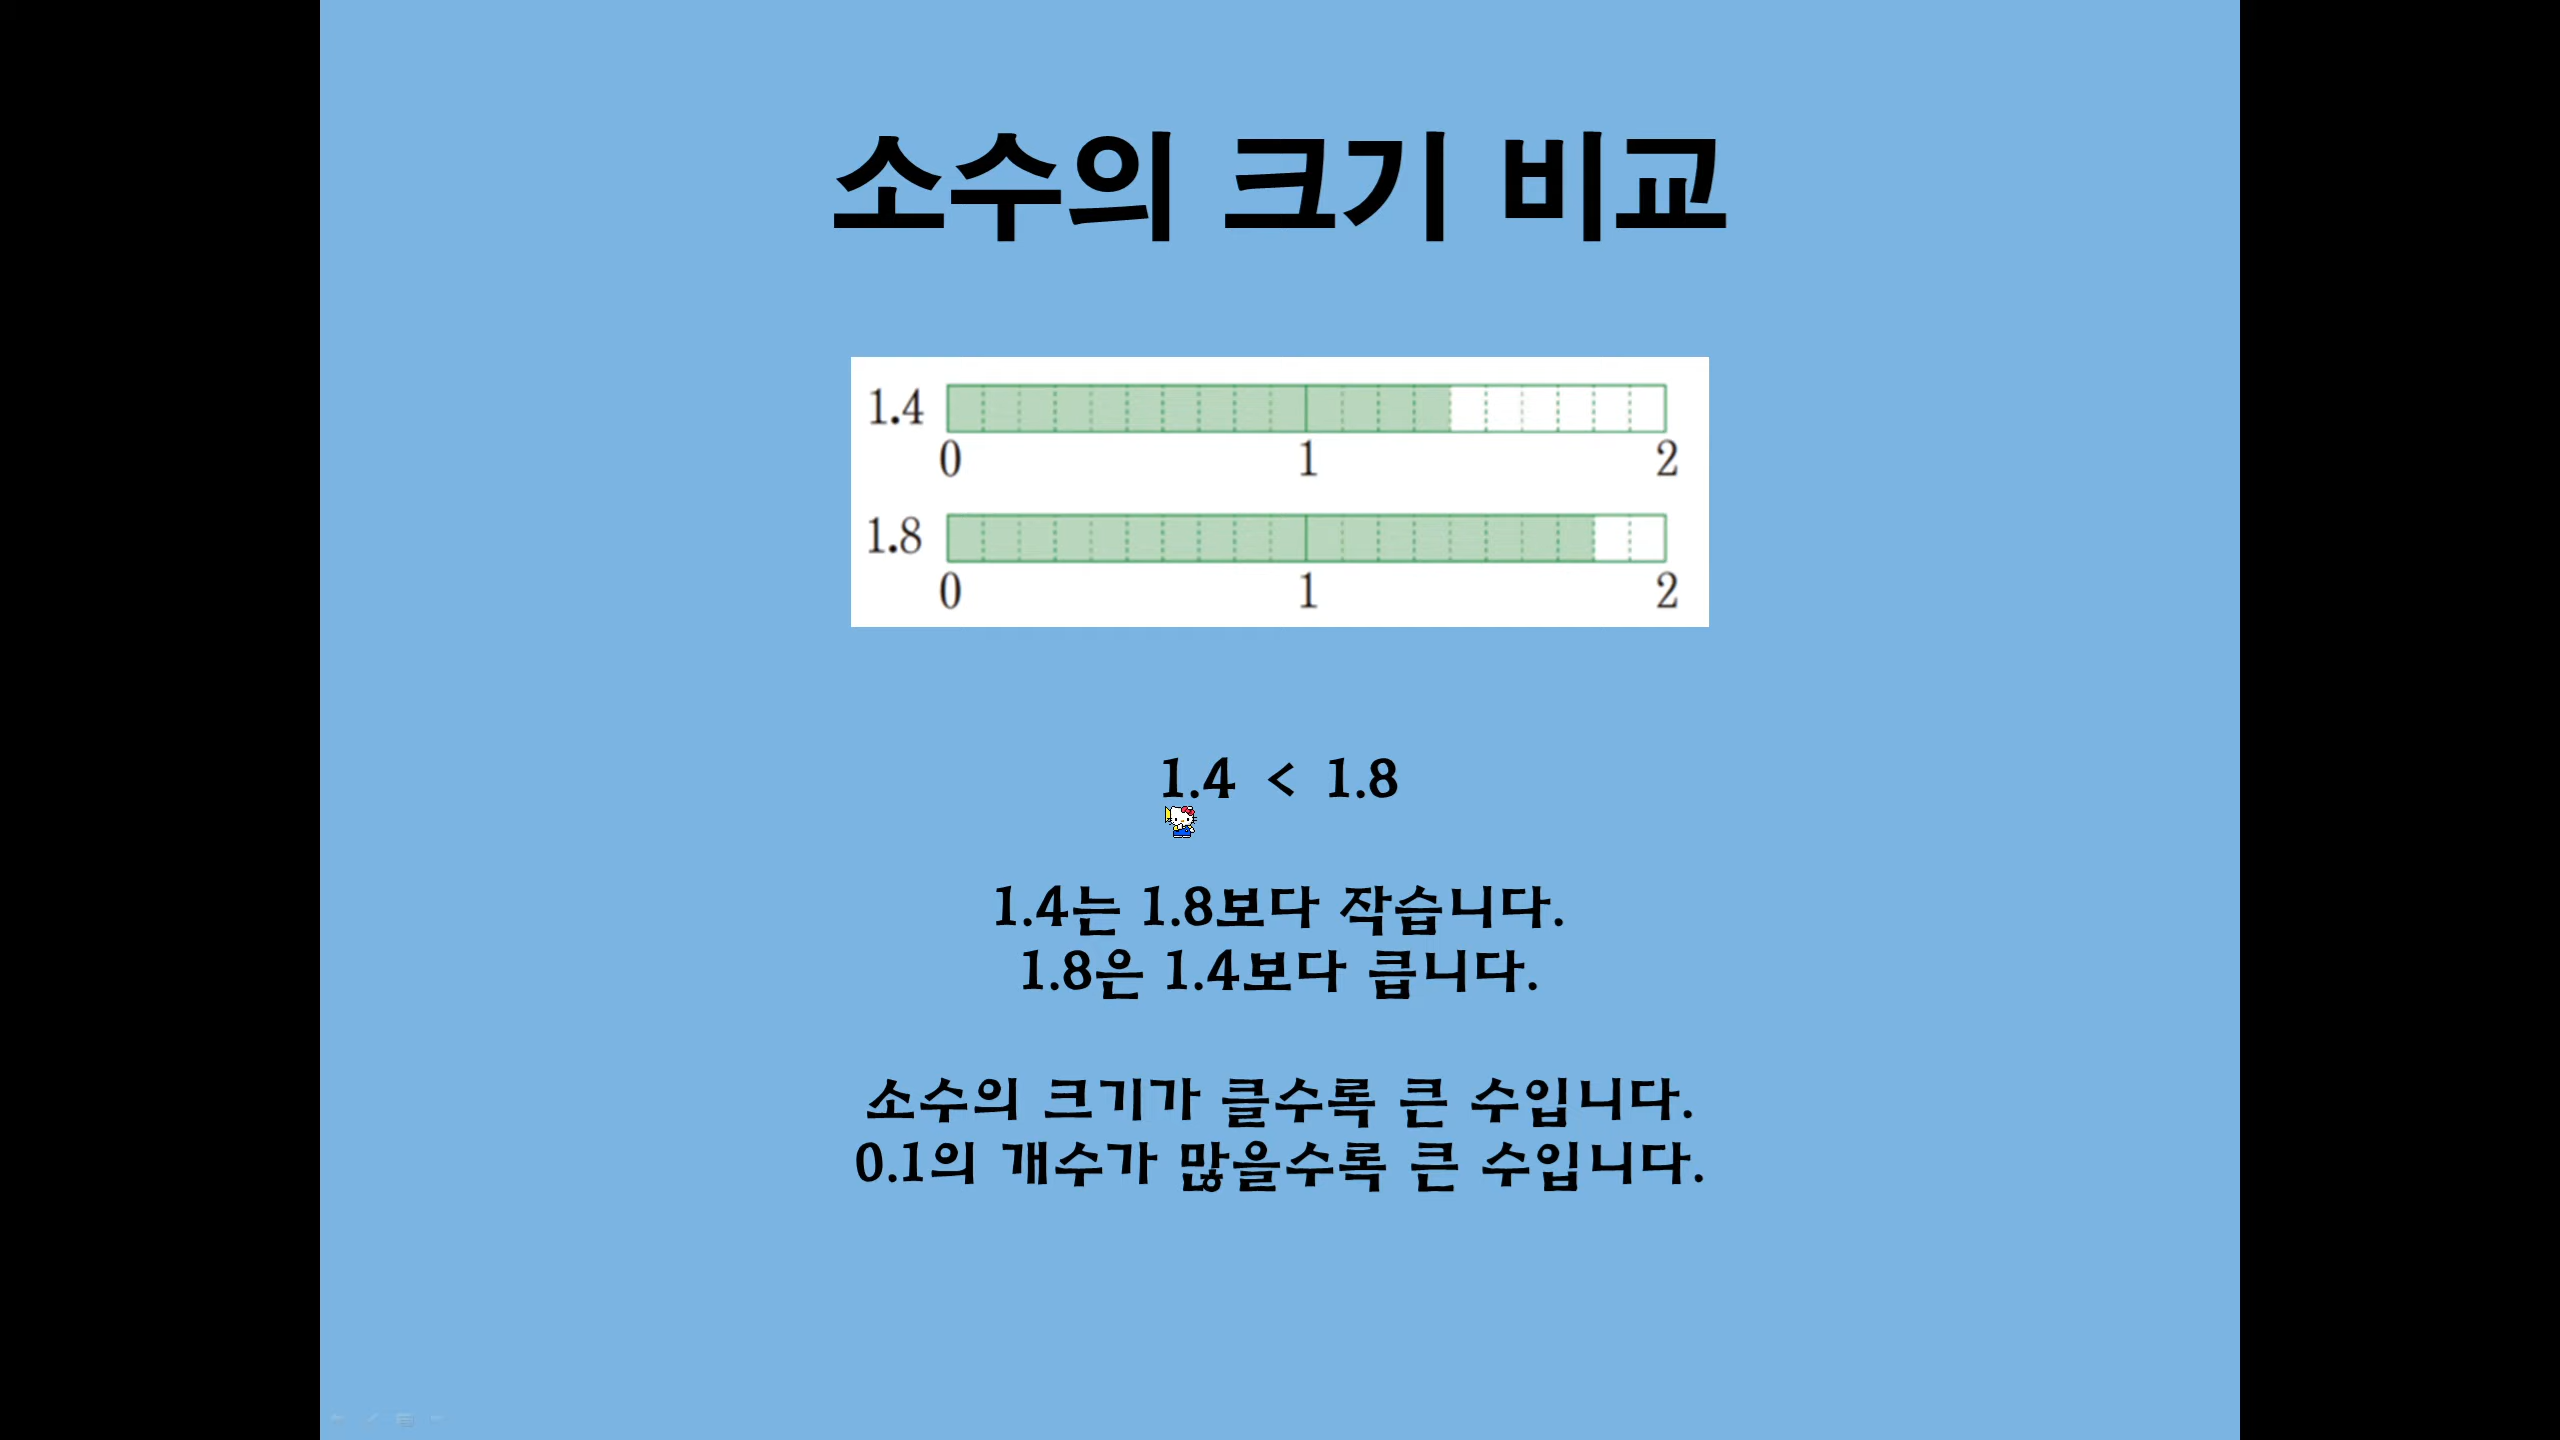 소수의 크기 비교
1.4
0 1 2
1.8
0 1 2
1.4 < 1.8
1.4는 1.8보다 작습니다.
1.8은 1.4보다 큽니다.
소수의 크기가 클수록 큰 수입니다.
0.1의 개수가 많을수록 큰 수입니다.